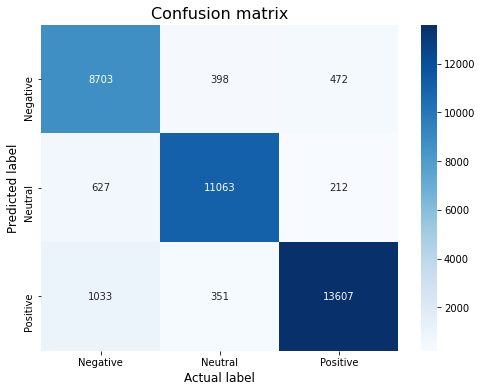 Confusion matrix
Predicted label
Negative
8703 398 472
Neutral
627 11063 212
Positive
1033 351 13607
Negative Neutral Positive
Actual label
12000
10000
8000
6000
4000
2000